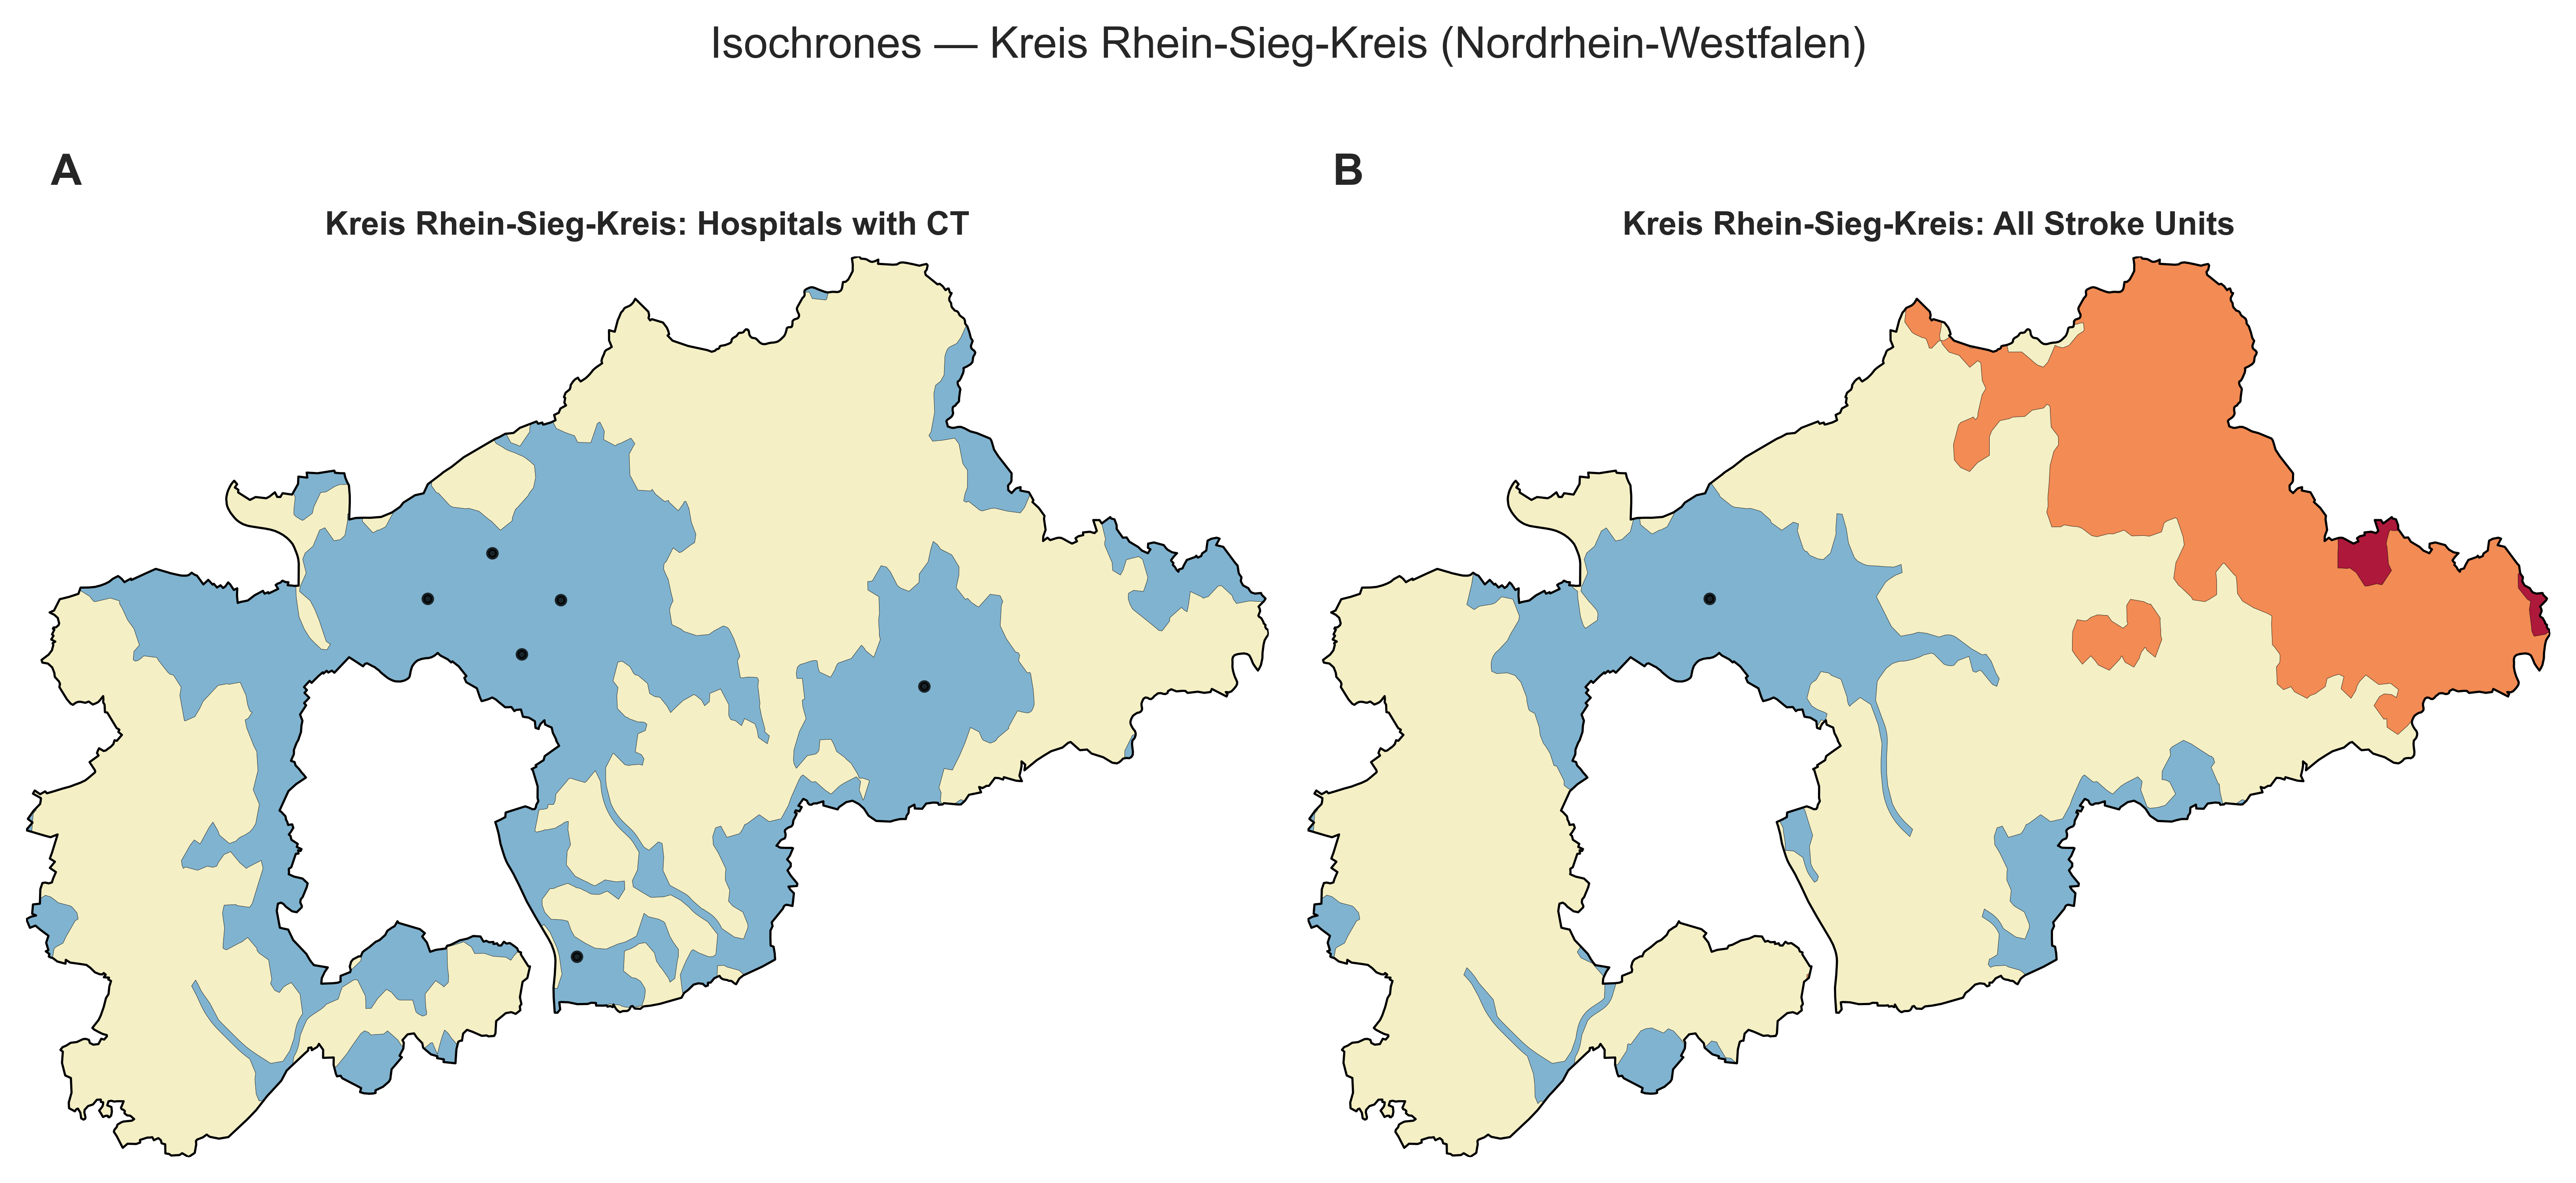 Isochrones — Kreis Rhein-Sieg-Kreis (Nordrhein-Westfalen)
A
B
Kreis Rhein-Sieg-Kreis: Hospitals with CT
Kreis Rhein-Sieg-Kreis: All Stroke Units